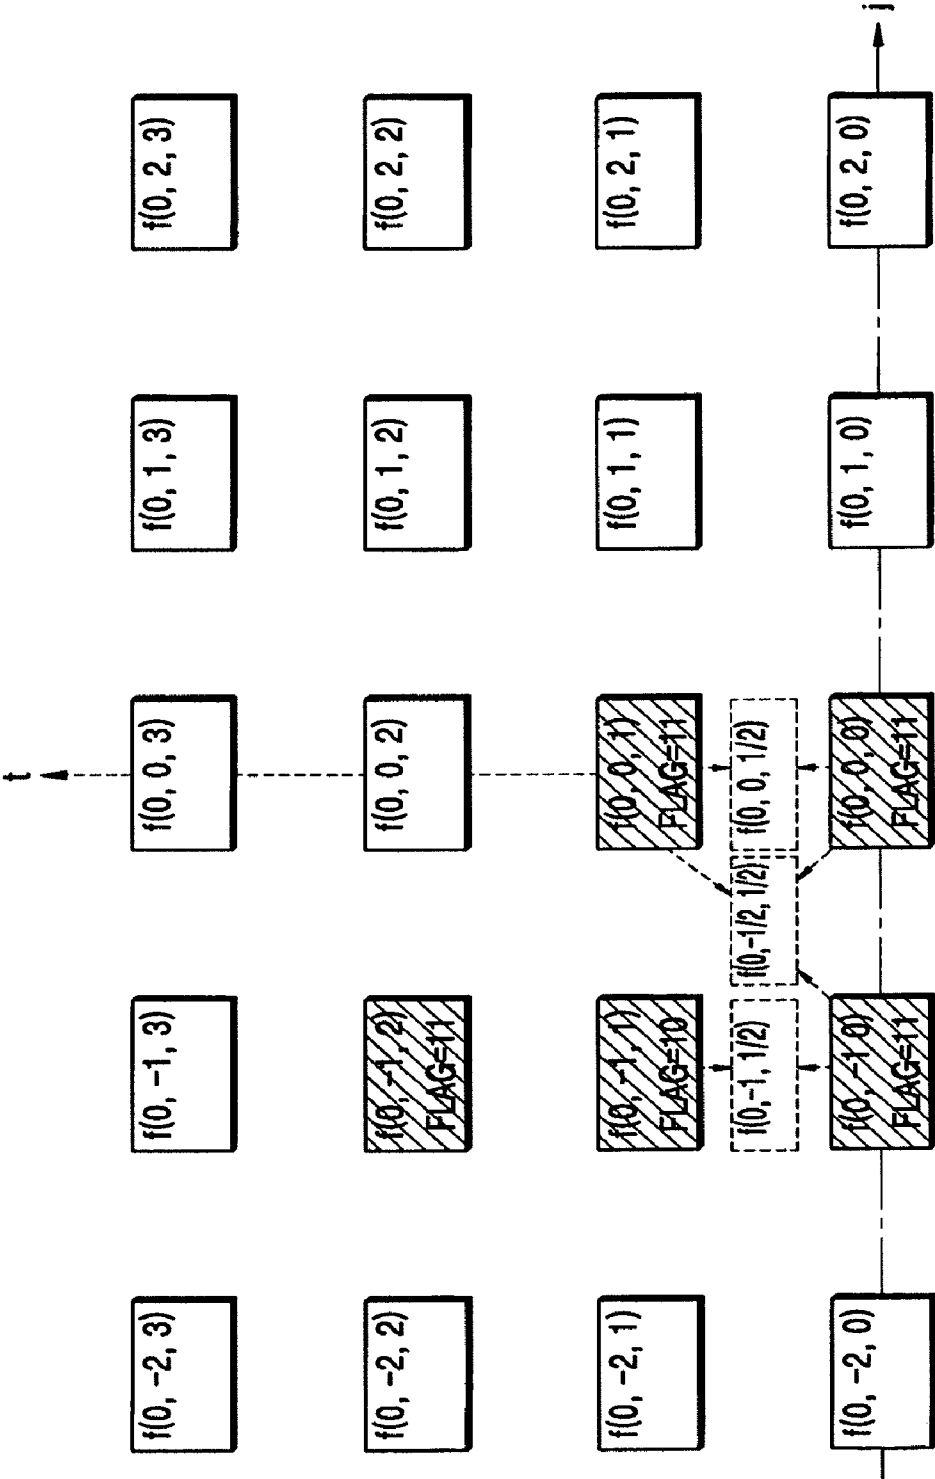 t
f(0, -2, 3)
f(0, -1, 3)
f(0, 0, 3)
f(0, 1, 3)
f(0, 2, 3)
f(0, -2, 2)
f(0, -1, 2)
FLAG=11
f(0, 0, 2)
f(0, 1, 2)
f(0, 2, 2)
f(0, -2, 1)
f(0, -1, 1)
FLAG=10
f(0, 0, 1)
FLAG=11
f(0, 1, 1)
f(0, 2, 1)
f(0,-1, 1/2)
f(0,-1/2, 1/2)
f(0, 0, 1/2)
f(0, -2, 0)
f(0, -1, 0)
FLAG=11
f(0, 0, 0)
FLAG=11
f(0, 1, 0)
f(0, 2, 0)
j